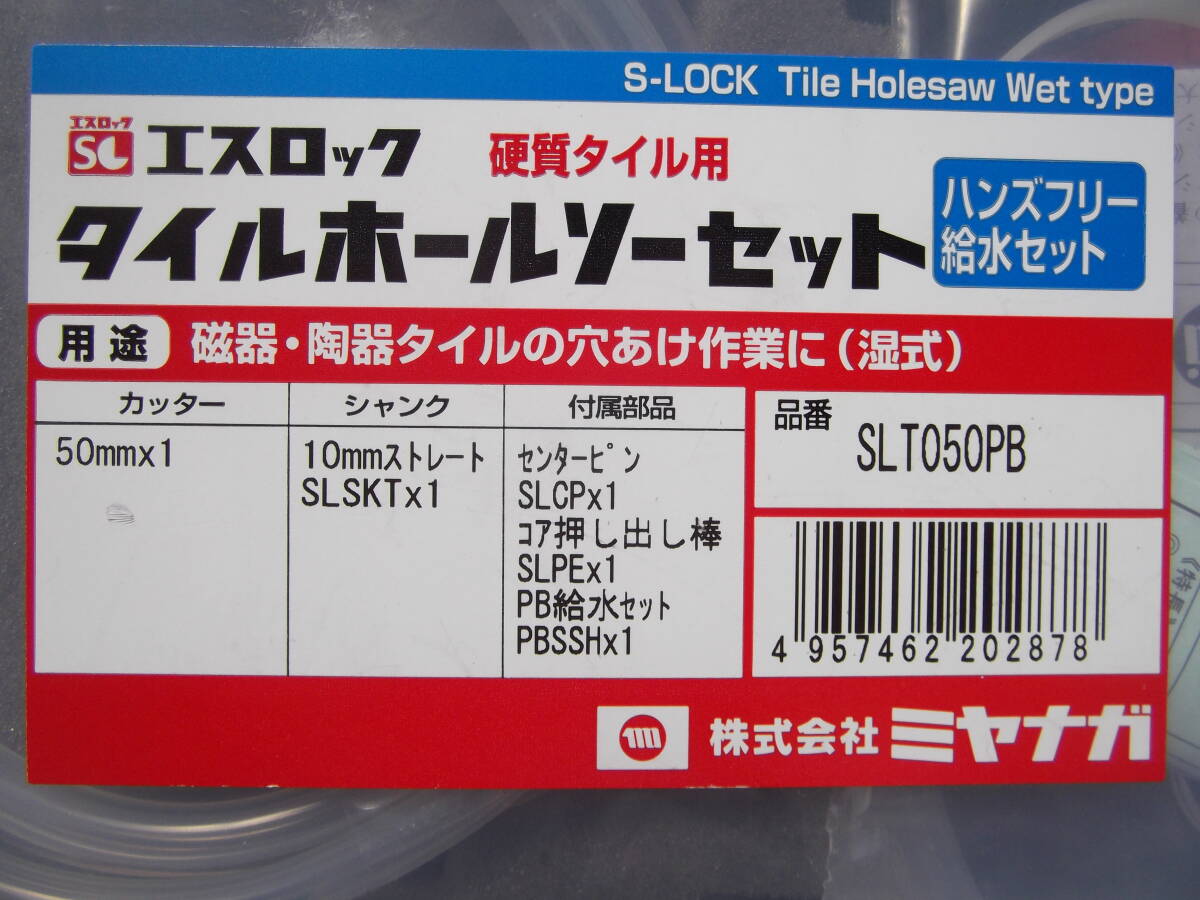 S-LOCK Tile Holesaw Wet type
エスロック
SL
エスロック
硬質タイル用
タイルホールソーセット
ハンズフリー
給水セット
用途
磁器・陶器タイルの穴あけ作業に(湿式)
カッター
シャンク
付属部品
50mmx1
10mmストレート
SLSKTx1
センターピン
SLCPx1
コア押し出し棒
SLPEx1
PB給水セット
PBSSHx1
品番
SLT050PB
4 957462 202878
株式会社ミヤナガ